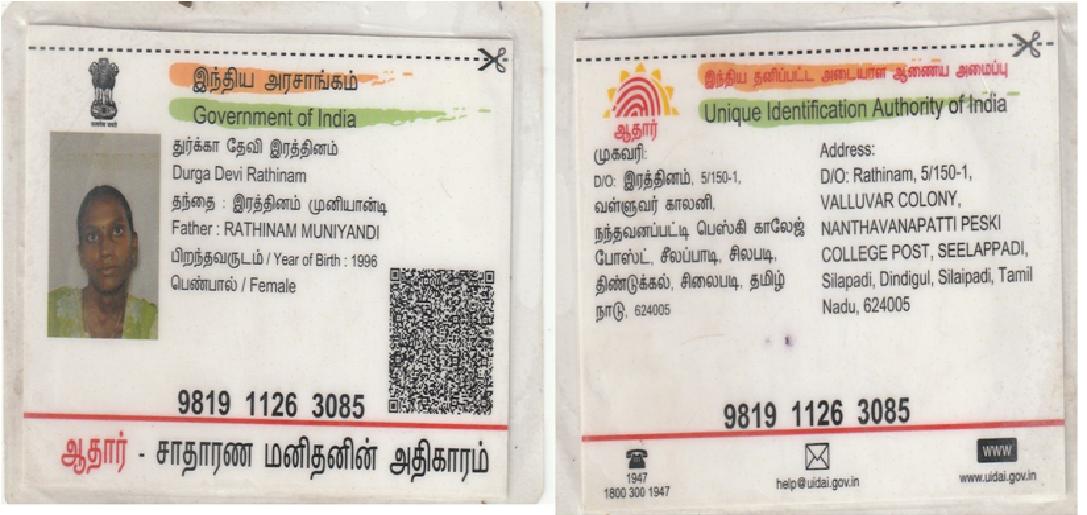 இந்திய அரசாங்கம்
Government of India
துர்க்கா தேவி இரத்தினம்
Durga Devi Rathinam
தந்தை : இரத்தினம் முனியாண்டி
Father : RATHINAM MUNIYANDI
பிறந்தவருடம் / Year of Birth : 1996
பெண்பால் / Female
9819 1126 3085
ஆதார் - சாதாரண மனிதனின் அதிகாரம்
இந்திய தனிப்பட்ட அடையாள ஆணைய அமைப்பு
Unique Identification Authority of India
ஆதார்
முகவரி:
D/O: இரத்தினம், 5/150-1,
வள்ளுவர் காலனி,
நந்தவனப்பட்டி பெஸ்கி காலேஜ்
போஸ்ட், சீலப்பாடி, சிலபடி,
திண்டுக்கல், சிலைபடி, தமிழ்
நாடு, 624005
Address:
D/O: Rathinam, 5/150-1,
VALLUVAR COLONY,
NANTHAVANAPATTI PESKI
COLLEGE POST, SEELAPPADI,
Silapadi, Dindigul, Silaipadi, Tamil
Nadu, 624005
9819 1126 3085
1947
1800 300 1947
help@uidai.gov.in
www
www.uidai.gov.in